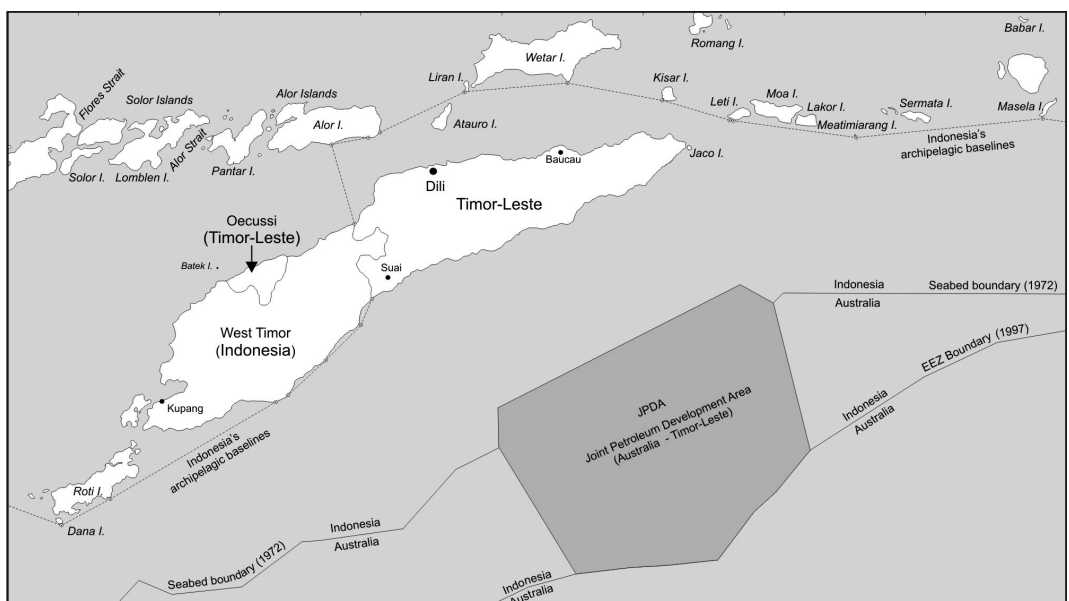 Babar I.
Romang I.
Wetar I.
Flores Strait
Solor Islands
Alor Islands
Liran I.
Kisar I.
Moa I.
Leti I.
Lakor I.
Sermata I.
Masela I.
Alor I.
Atauro I.
Meatimiarang I.
Alor Strait
Indonesia's
archipelagic baselines
Jaco I.
Baucau
Solor I.
Lomblen I.
Pantar I.
Dili
Timor-Leste
Oecussi
(Timor-Leste)
Batek I.
Suai
Indonesia
Australia
Seabed boundary (1972)
West Timor
(Indonesia)
EEZ Boundary (1997)
Kupang
JPDA
Joint Petroleum Development Area
(Australia - Timor-Leste)
Indonesia
Australia
Indonesia's
archipelagic baselines
Roti I.
Dana I.
Indonesia
Australia
Seabed boundary (1972)
Indonesia
Australia